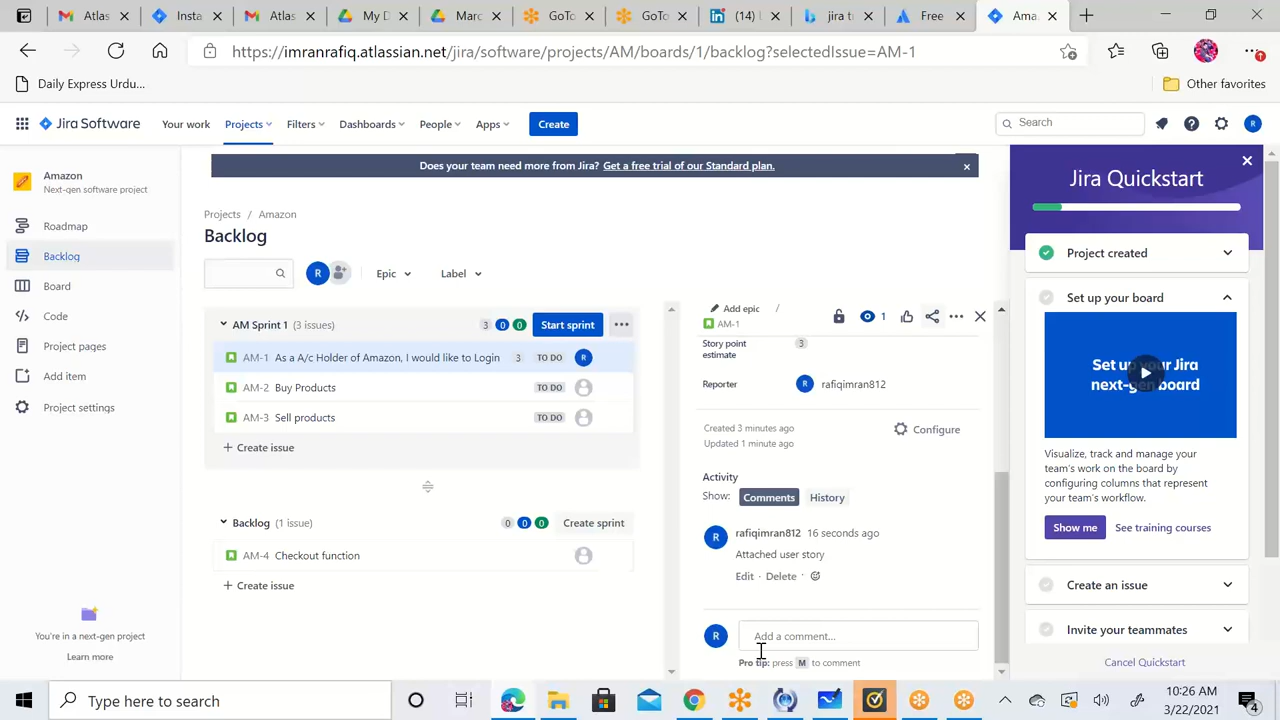 Ama
Insta
My D
Marc
GoTo
GoTo
(14) L
jira t
Free
Ama
https://imranrafiq.atlassian.net/jira/software/projects/AM/boards/1/backlog?selectedIssue=AM-1
Daily Express Urdu...
Other favorites
Jira Software
Your work
Projects
Filters
Dashboards
People
Apps
Create
Search
R
Amazon
Next-gen software project
Roadmap
Backlog
Board
Code
Project pages
Add item
Project settings
You're in a next-gen project
Learn more
Does your team need more from Jira? Get a free trial of our Standard plan.
Projects / Amazon
Backlog
R
Epic
Label
AM Sprint 1 (3 issues)
3 0 0
Start sprint
AM-1 As a A/c Holder of Amazon, I would like to Login 3 TO DO R
AM-2 Buy Products TO DO
AM-3 Sell products TO DO
+ Create issue
Backlog (1 issue)
0 0 0
Create sprint
AM-4 Checkout function
+ Create issue
Add epic /
AM-1
1
Story point
estimate
3
Reporter
R rafiqimran812
Created 3 minutes ago
Updated 1 minute ago
Configure
Activity
Show: Comments History
R
rafiqimran812 16 seconds ago
Attached user story
Edit · Delete ·
R
Add a comment...
Pro tip: press M to comment
Jira Quickstart
Project created
Set up your board
Set up your Jira
next-gen board
Visualize, track and manage your
team's work on the board by
configuring columns that represent
your team's workflow.
Show me
See training courses
Create an issue
Invite your teammates
Cancel Quickstart
Type here to search
10:26 AM
3/22/2021
4